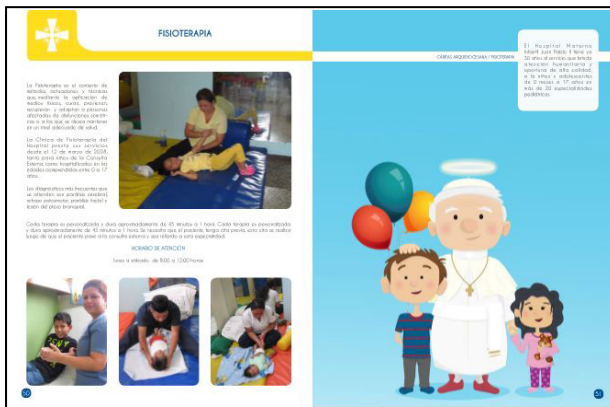 FISIOTERAPIA
La Fisioterapia es el conjunto de
métodos, actuaciones y técnicas
que, mediante la aplicación de
medios físicos, curan, previenen,
recuperan y adaptan a personas
afectadas de disfunciones somáti-
cas o a las que se desea mantener
en un nivel adecuado de salud.
La Clínica de Fisioterapia del
Hospital presta sus servicios
desde el 12 de marzo de 2008,
tanto para niños de la Consulta
Externa como hospitalizados en las
edades comprendidas entre 0 a 17
años.
Los diagnósticos más frecuentes que
se atienden son parálisis cerebral,
retraso psicomotor, parálisis facial y
lesión del plexo braquial.
Cada terapia es personalizada y dura aproximadamente de 45 minutos a 1 hora. Cada terapia es personalizada
y dura aproximadamente de 45 minutos a 1 hora. Se necesita que el paciente tenga cita previa, esta cita se realiza
luego de que el paciente pase a la consulta externa y sea referido a esta especialidad.
HORARIO DE ATENCIÓN
lunes a sábado, de 8:00 a 13:00 horas
50
CÁRITAS ARQUIDIOCESANA / FISIOTERAPIA
El Hospital Materno
Infantil Juan Pablo II tiene ya
30 años al servicio, que brinda
atención humanitaria y
oportuna de alta calidad,
a la niñez y adolescentes
de 0 meses a 17 años en
más de 20 especialidades
pediátricas.
51